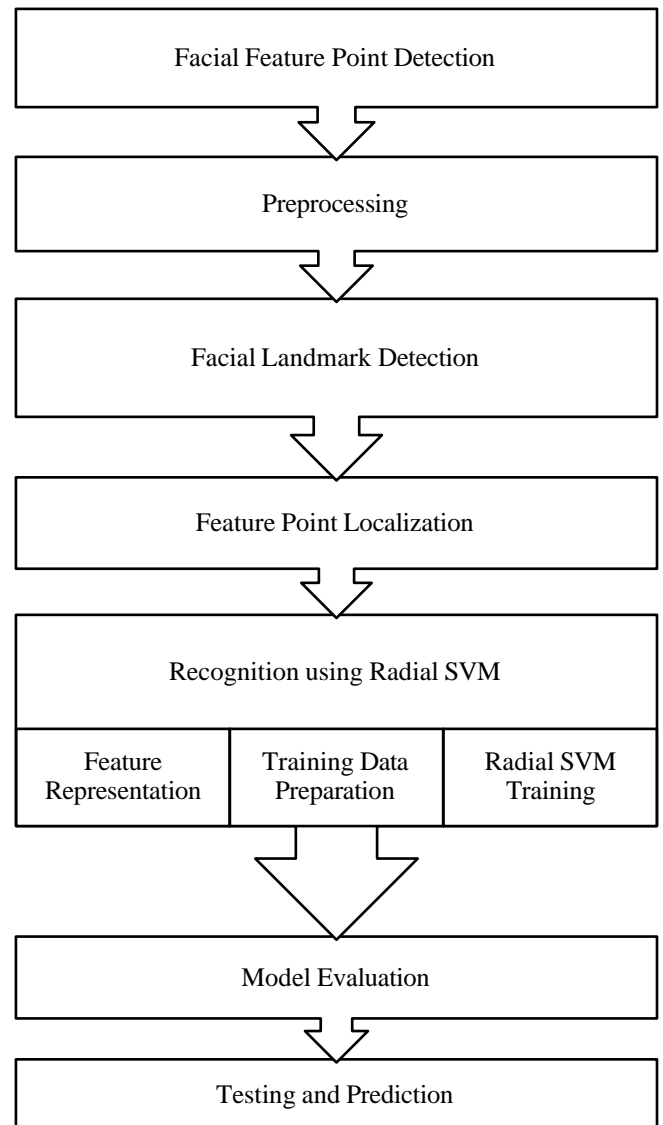 Facial Feature Point Detection
Preprocessing
Facial Landmark Detection
Feature Point Localization
Recognition using Radial SVM
Feature
Representation
Training Data
Preparation
Radial SVM
Training
Model Evaluation
Testing and Prediction